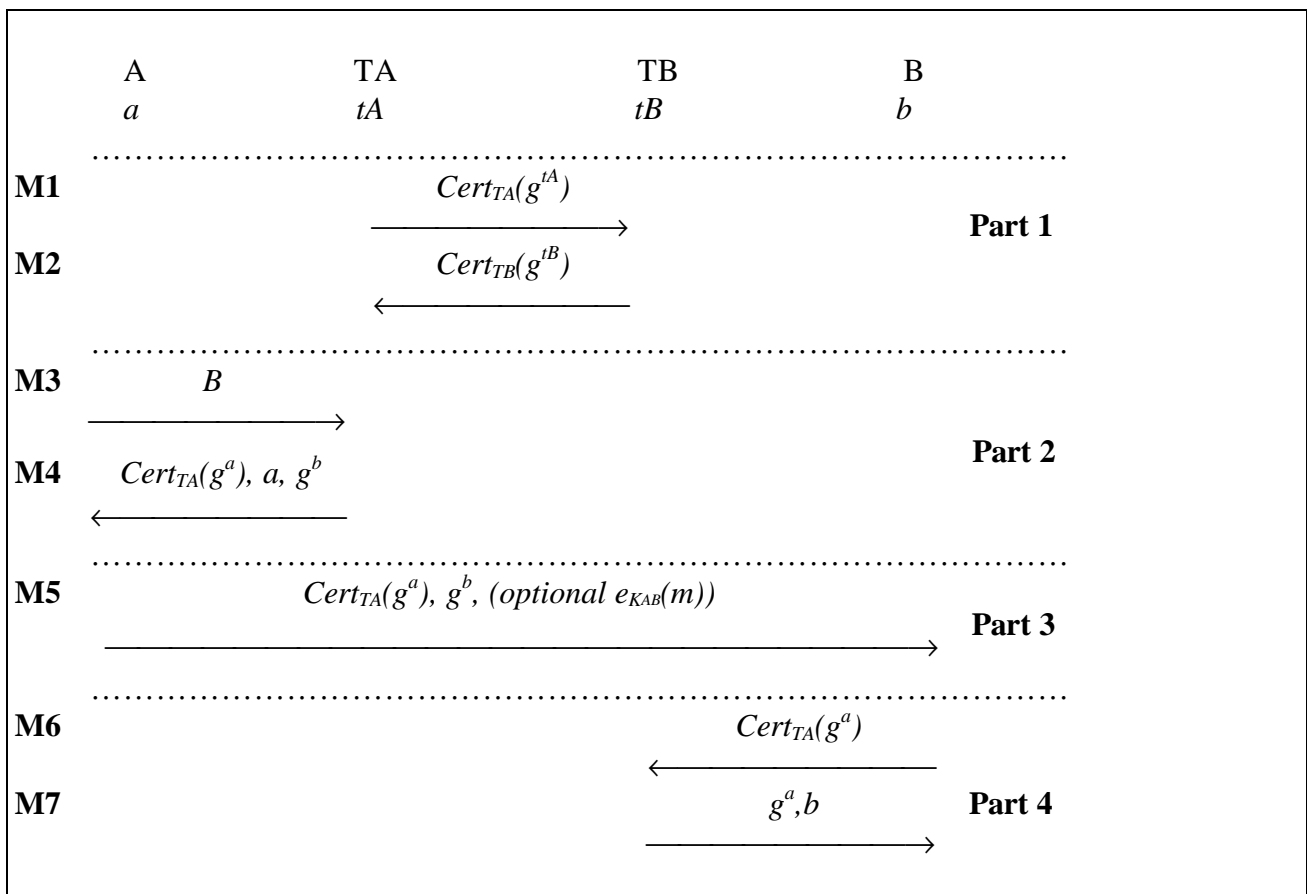 A TA TB B
a tA tB b
M1 Cert_TA(g^tA)
Part 1
M2 Cert_TB(g^tB)
M3 B
Part 2
M4 Cert_TA(g^a), a, g^b
M5 Cert_TA(g^a), g^b, (optional e_KAB(m))
Part 3
M6 Cert_TA(g^a)
M7 g^a,b Part 4